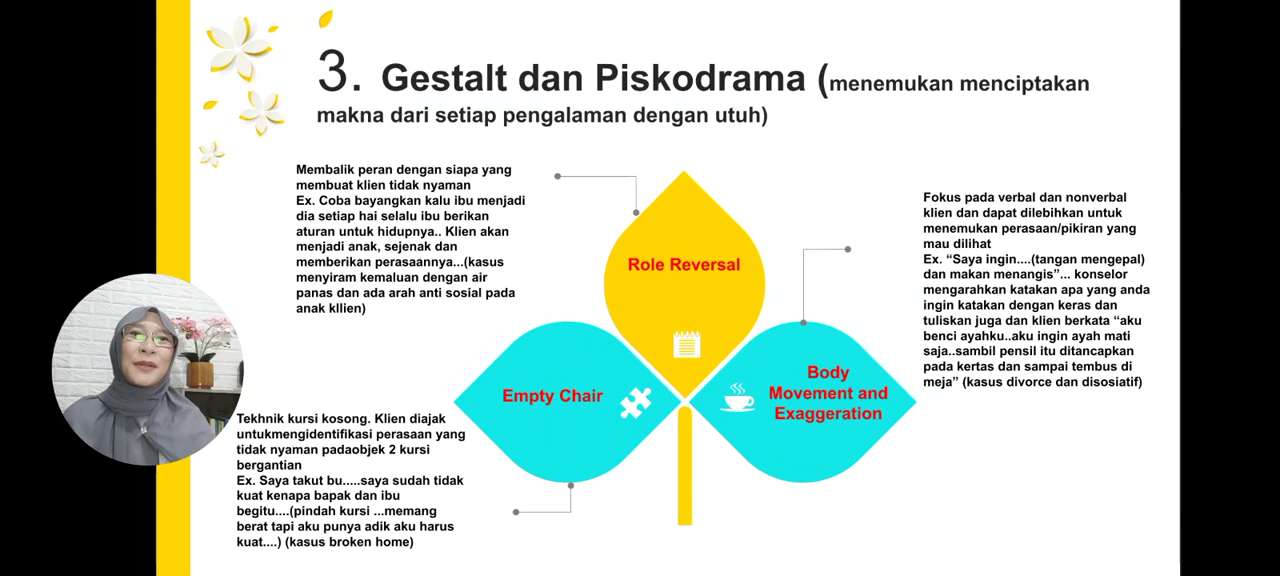 3. Gestalt dan Piskodrama (menemukan menciptakan
makna dari setiap pengalaman dengan utuh)
Membalik peran dengan siapa yang
membuat klien tidak nyaman
Ex. Coba bayangkan kalu ibu menjadi
dia setiap hai selalu ibu berikan
aturan untuk hidupnya.. Klien akan
menjadi anak, sejenak dan
memberikan perasaannya...(kasus
menyiram kemaluan dengan air
panas dan ada arah anti sosial pada
anak kllien)
Role Reversal
Fokus pada verbal dan nonverbal
klien dan dapat dilebihkan untuk
menemukan perasaan/pikiran yang
mau dilihat
Ex. “Saya ingin....(tangan mengepal)
dan makan menangis”... konselor
mengarahkan katakan apa yang anda
ingin katakan dengan keras dan
tuliskan juga dan klien berkata “aku
benci ayahku..aku ingin ayah mati
saja..sambil pensil itu ditancapkan
pada kertas dan sampai tembus di
meja” (kasus divorce dan disosiatif)
Empty Chair
Body
Movement and
Exaggeration
Tekhnik kursi kosong. Klien diajak
untukmengidentifikasi perasaan yang
tidak nyaman padaobjek 2 kursi
bergantian
Ex. Saya takut bu.....saya sudah tidak
kuat kenapa bapak dan ibu
begitu....(pindah kursi ...memang
berat tapi aku punya adik aku harus
kuat....) (kasus broken home)